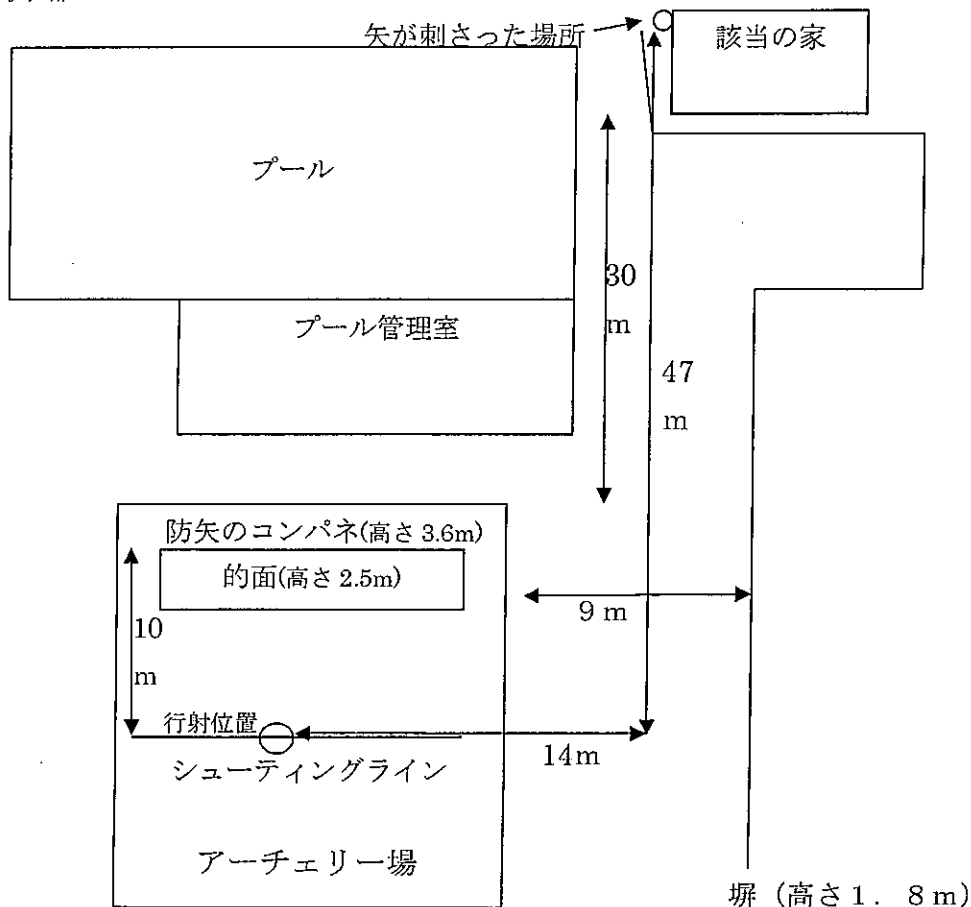 矢が刺さった場所
該当の家
プール
30
m
プール管理室
47
m
防矢のコンパネ(高さ3.6m)
的面(高さ2.5m)
9m
10
m
行射位置
14m
シューティングライン
アーチェリー場
塀(高さ1.8m)